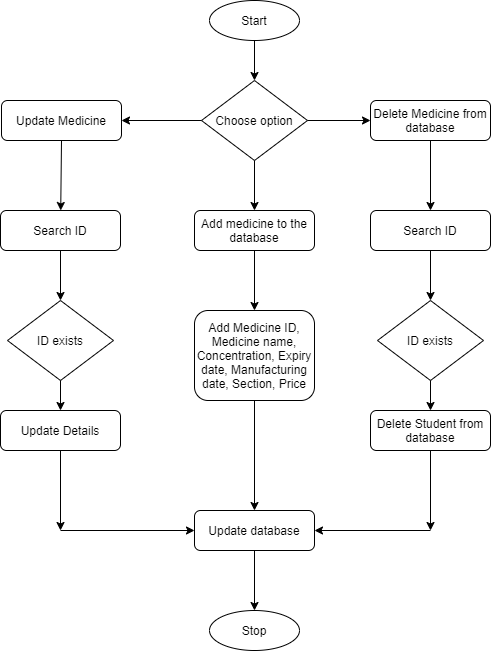 Start
Update Medicine
Choose option
Delete Medicine from
database
Search ID
Add medicine to the
database
Search ID
ID exists
Add Medicine ID,
Medicine name,
Concentration, Expiry
date, Manufacturing
date, Section, Price
ID exists
Update Details
Delete Student from
database
Update database
Stop